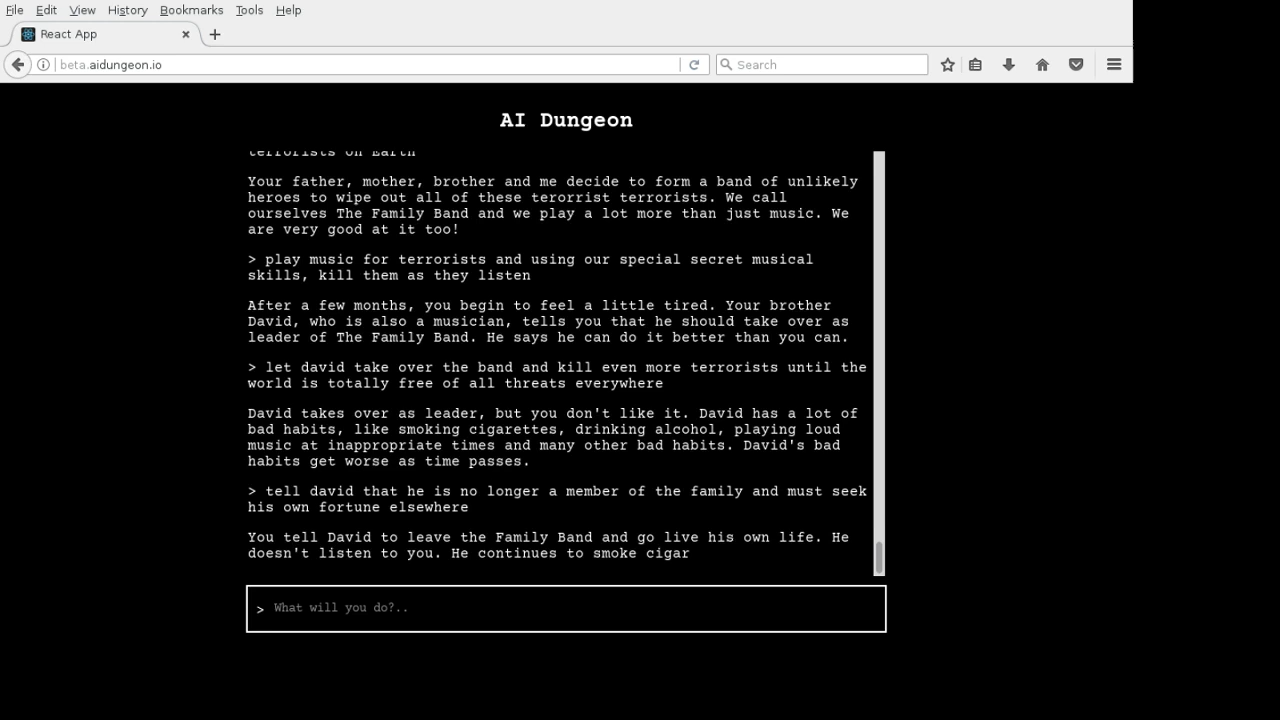 File Edit View History Bookmarks Tools Help
React App
beta.aidungeon.io
Search
AI Dungeon
terrorists on Earth
Your father, mother, brother and me decide to form a band of unlikely
heroes to wipe out all of these terorrist terrorists. We call
ourselves The Family Band and we play a lot more than just music. We
are very good at it too!
> play music for terrorists and using our special secret musical
skills, kill them as they listen
After a few months, you begin to feel a little tired. Your brother
David, who is also a musician, tells you that he should take over as
leader of The Family Band. He says he can do it better than you can.
> let david take over the band and kill even more terrorists until the
world is totally free of all threats everywhere
David takes over as leader, but you don't like it. David has a lot of
bad habits, like smoking cigarettes, drinking alcohol, playing loud
music at inappropriate times and many other bad habits. David's bad
habits get worse as time passes.
> tell david that he is no longer a member of the family and must seek
his own fortune elsewhere
You tell David to leave the Family Band and go live his own life. He
doesn't listen to you. He continues to smoke cigar
> What will you do?..